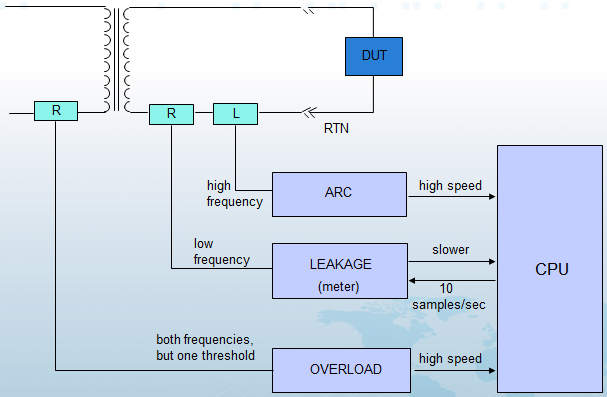 DUT
R
R
L
RTN
high
frequency
ARC
high speed
low
frequency
LEAKAGE
(meter)
slower
10
samples/sec
CPU
both frequencies,
but one threshold
OVERLOAD
high speed